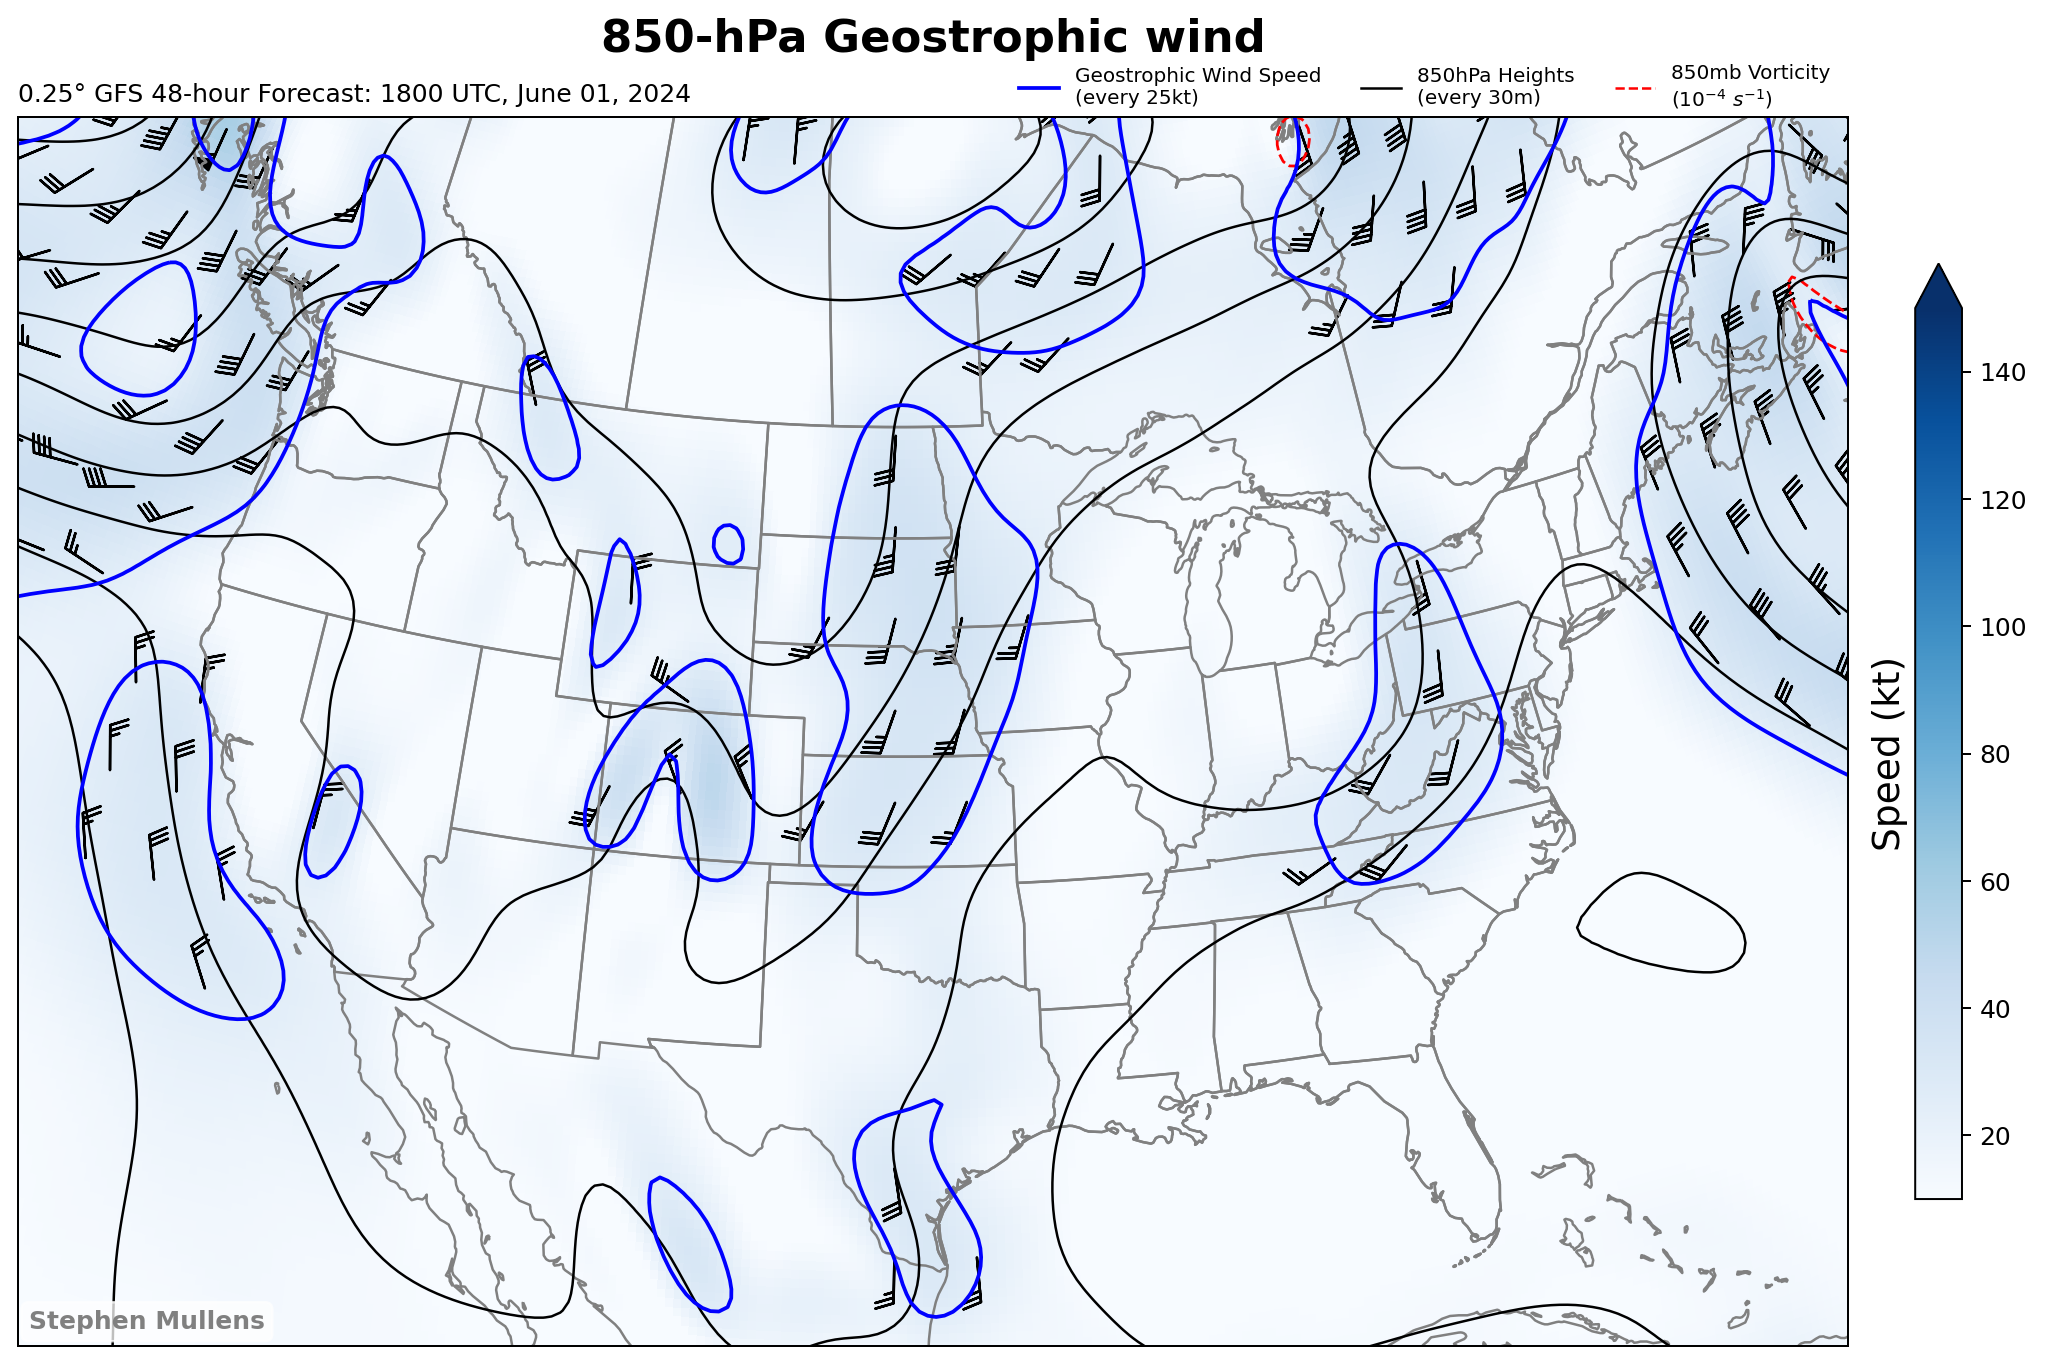 850-hPa Geostrophic wind
0.25° GFS 48-hour Forecast: 1800 UTC, June 01, 2024
Geostrophic Wind Speed
(every 25kt)
850hPa Heights
(every 30m)
850mb Vorticity
(10⁻⁴ s⁻¹)
140
120
100
80
60
40
20
Speed (kt)
Stephen Mullens